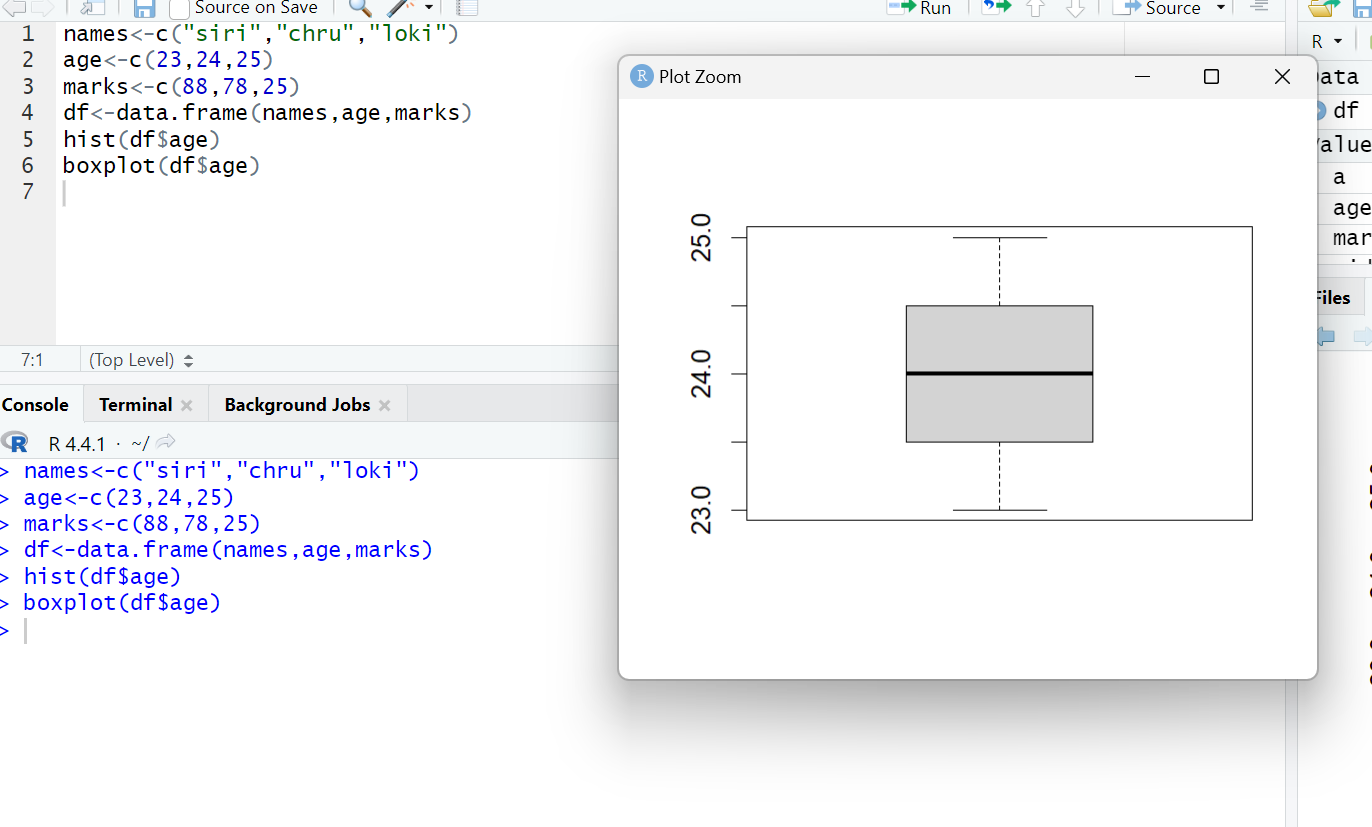 Source on Save
Run
Source
1 names<-c("siri","chru","loki")
2 age<-c(23,24,25)
3 marks<-c(88,78,25)
4 df<-data.frame(names,age,marks)
5 hist(df$age)
6 boxplot(df$age)
7
7:1 (Top Level)
Console Terminal Background Jobs
R R 4.4.1 · ~/
> names<-c("siri","chru","loki")
> age<-c(23,24,25)
> marks<-c(88,78,25)
> df<-data.frame(names,age,marks)
> hist(df$age)
> boxplot(df$age)
>
R Plot Zoom
25.0
24.0
23.0
R
ata
df
alue
a
age
mar
Files